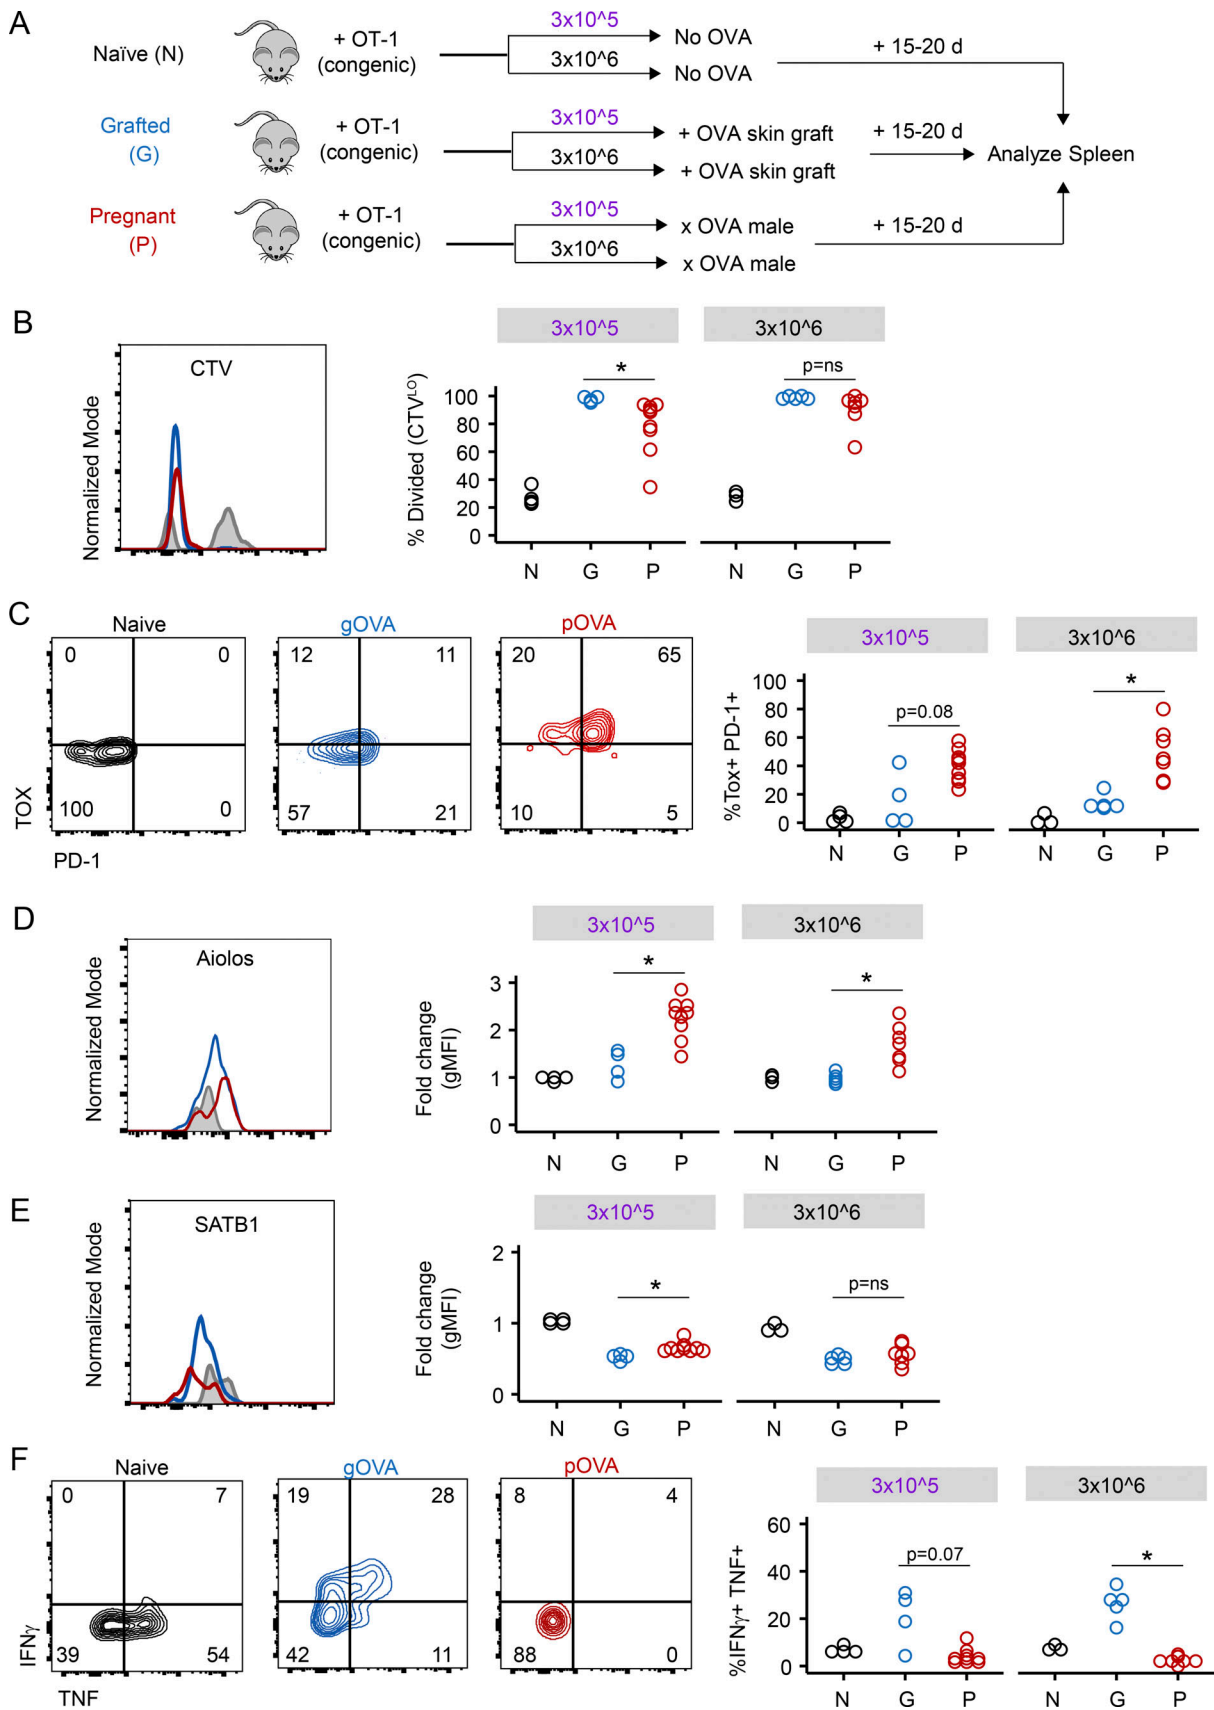 A
Naïve (N)
+ OT-1
(congenic)
3x10^5
3x10^6
No OVA
No OVA
+ 15-20 d
Grafted
(G)
+ OT-1
(congenic)
3x10^5
3x10^6
+ OVA skin graft
+ OVA skin graft
+ 15-20 d
Analyze Spleen
Pregnant
(P)
+ OT-1
(congenic)
3x10^5
3x10^6
x OVA male
x OVA male
+ 15-20 d
B
Normalized Mode
CTV
% Divided (CTVLO)
3x10^5
3x10^6
*
p=ns
100
80
60
40
20
0
N G P
N G P
C
Naive
gOVA
pOVA
0 0
100 0
12 11
57 21
20 65
10 5
TOX
PD-1
%Tox+ PD-1+
3x10^5
3x10^6
p=0.08
*
100
80
60
40
20
0
N G P
N G P
D
Normalized Mode
Aiolos
Fold change
(gMFI)
3x10^5
3x10^6
*
*
3
2
1
0
N G P
N G P
E
Normalized Mode
SATB1
Fold change
(gMFI)
3x10^5
3x10^6
*
p=ns
2
1
0
N G P
N G P
F
Naive
gOVA
pOVA
0 7
39 54
19 28
42 11
8 4
88 0
IFNγ
TNF
%IFNγ+ TNF+
3x10^5
3x10^6
p=0.07
*
60
40
20
0
N G P
N G P